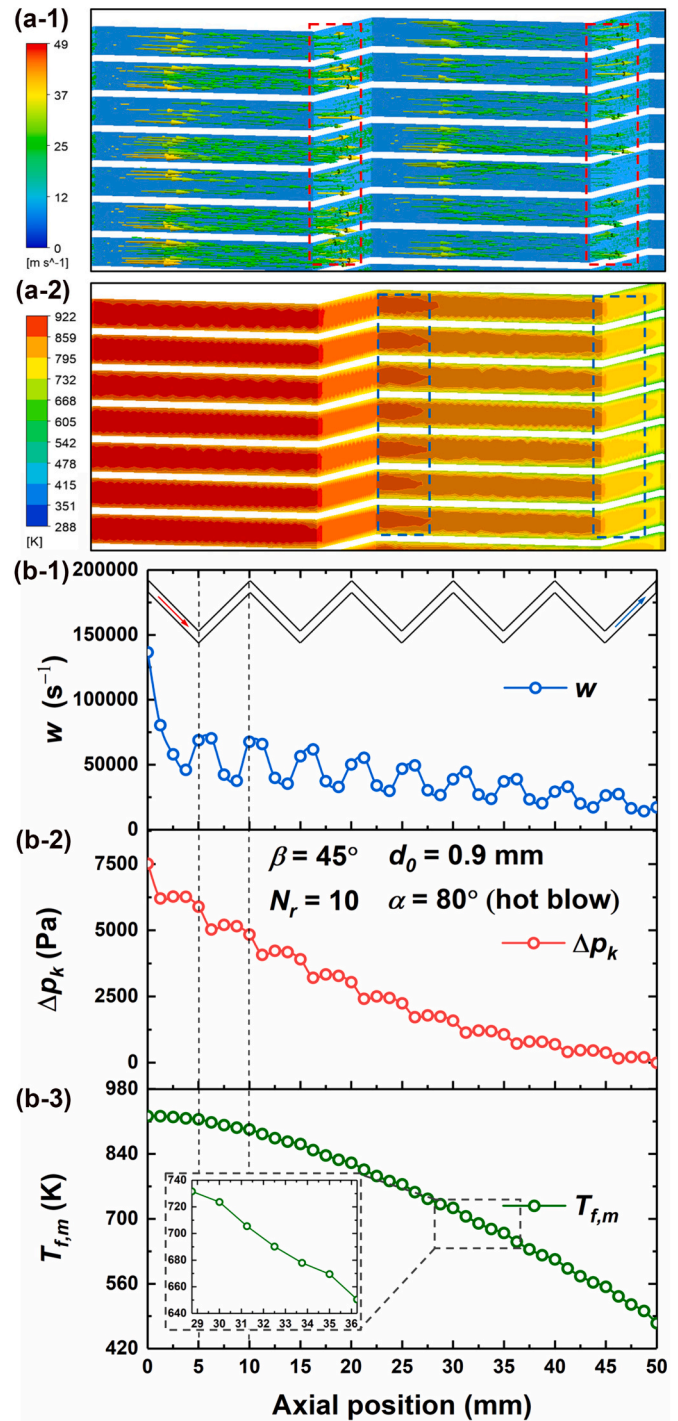 (a-1)
49
37
25
12
0
[m s^-1]
(a-2)
922
859
795
732
668
605
542
478
415
351
288
[K]
(b-1)
200000
150000
100000
50000
0
w (s⁻¹)
w
(b-2)
7500
5000
2500
0
Δpₖ (Pa)
β = 45° d₀ = 0.9 mm
Nᵣ = 10 α = 80° (hot blow)
Δpₖ
(b-3)
980
840
700
560
420
T_{f,m} (K)
T_{f,m}
740
720
700
680
660
640
29 30 31 32 33 34 35 36
0 5 10 15 20 25 30 35 40 45 50
Axial position (mm)